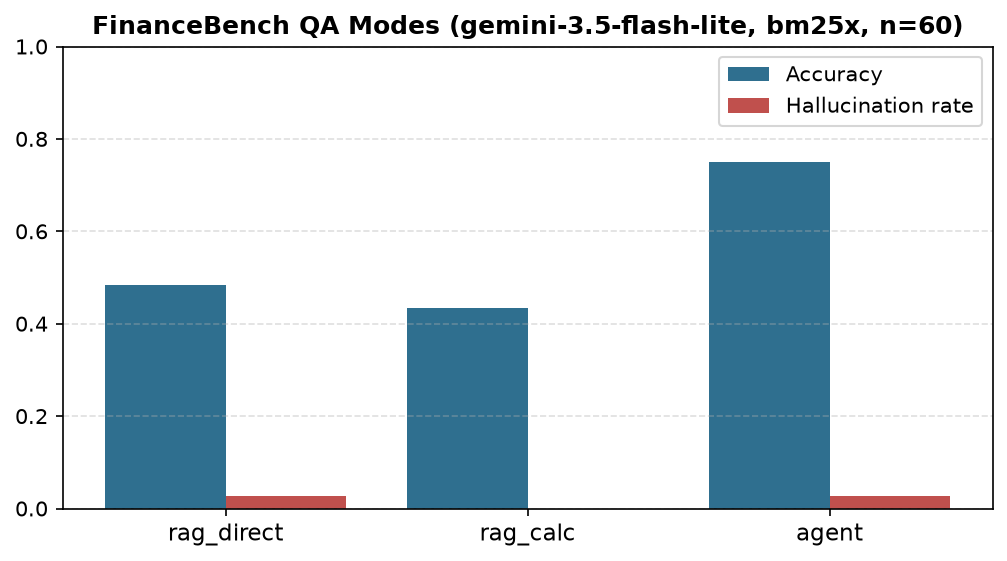 FinanceBench QA Modes (gemini-3.5-flash-lite, bm25x, n=60)
1.0
0.8
0.6
0.4
0.2
0.0
Accuracy
Hallucination rate
rag_direct
rag_calc
agent